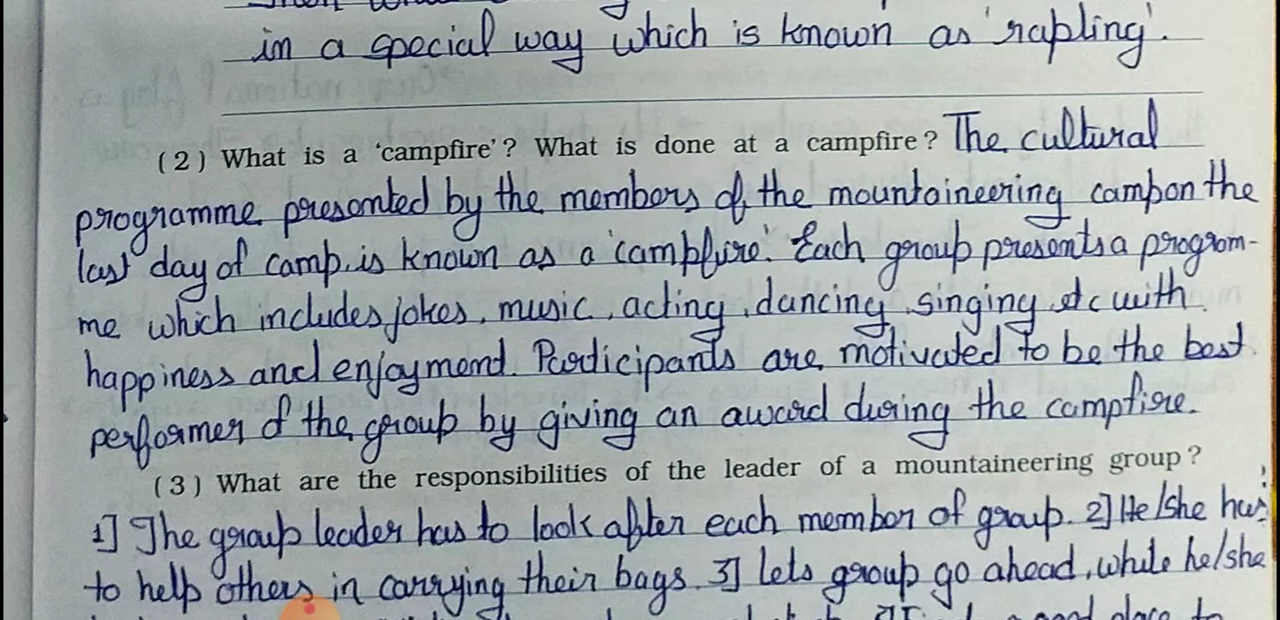 in a special way which is known as 'rapling'.
(2) What is a 'campfire'? What is done at a campfire? The cultural
programme presented by the members of the mountaineering camp on the
last day of camp is known as a 'campfire'. Each group presents a program-
me which includes jokes, music, acting, dancing, singing, etc with
happiness and enjoyment. Participants are motivated to be the best
performer of the group by giving an award during the campfire.
(3) What are the responsibilities of the leader of a mountaineering group?
1] The group leader has to look after each member of group. 2] He/she has
to help others in carrying their bags. 3] lets group go ahead, while he/she
good place to